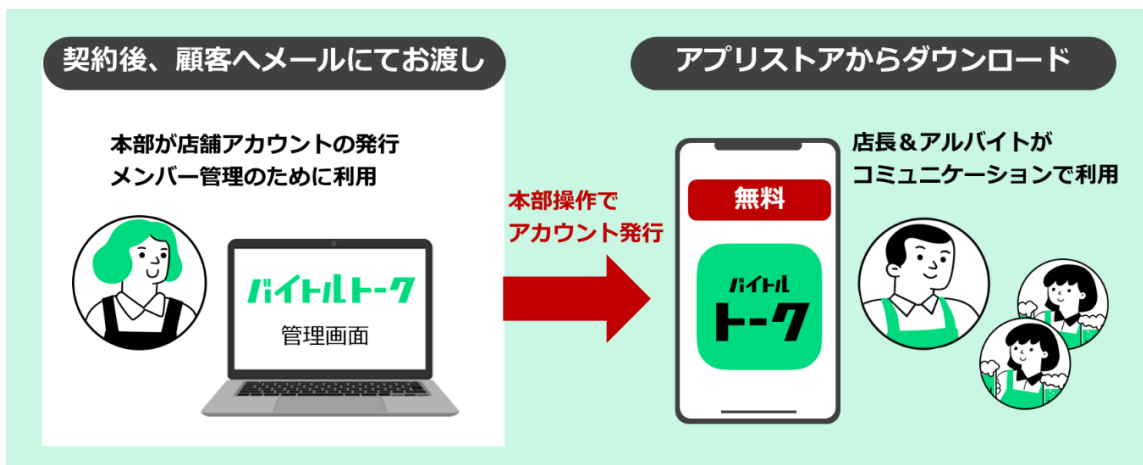 契約後、顧客へメールにてお渡し
本部が店舗アカウントの発行
メンバー管理のために利用
バイトルトーク
管理画面
本部操作で
アカウント発行
アプリストアからダウンロード
無料
バイトル
トーク
店長&アルバイトが
コミュニケーションで利用